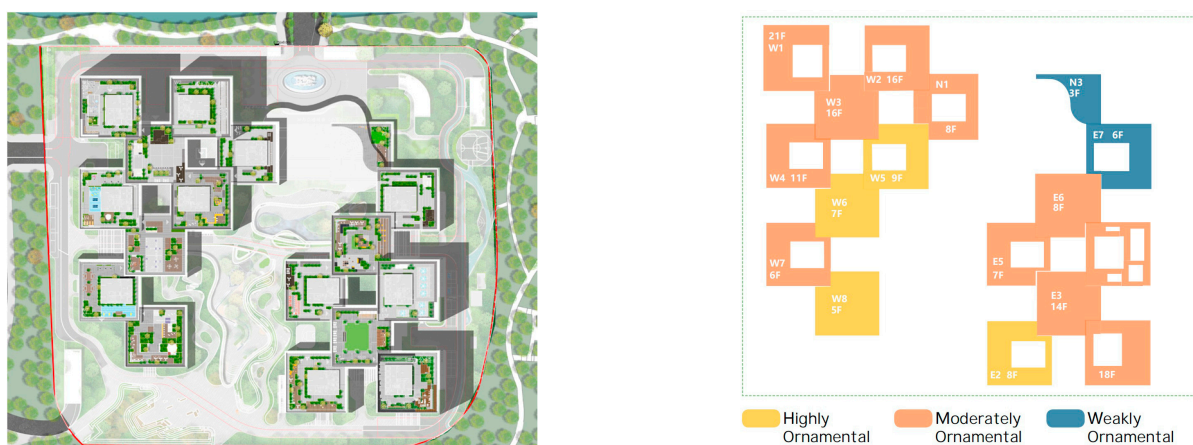 21F
W1
W2 16F
W3
16F
N1
8F
N3
3F
E7 6F
W4 11F
W5 9F
W6
7F
E6
8F
W7
6F
E5
7F
W8
5F
E3
14F
E2 8F
18F
Highly
Ornamental
Moderately
Ornamental
Weakly
Ornamental